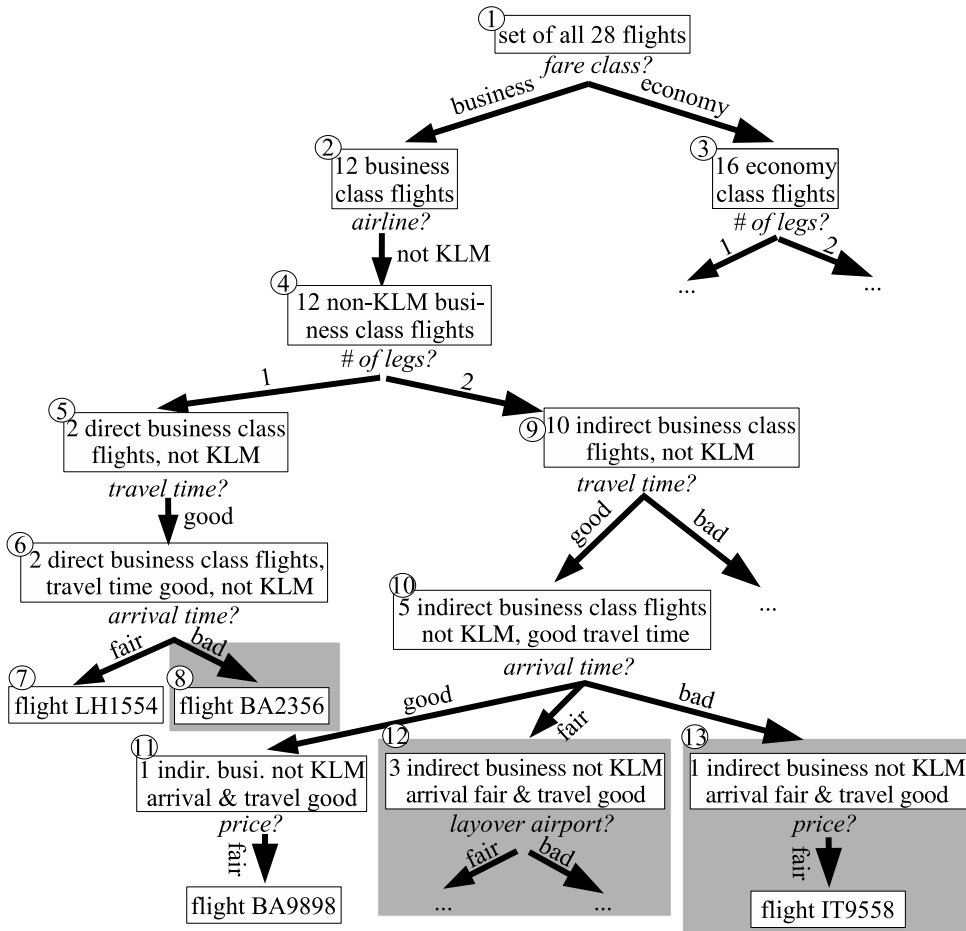 1
set of all 28 flights
fare class?
business
economy
2
12 business
class flights
airline?
not KLM
3
16 economy
class flights
# of legs?
1
2
...
...
4
12 non-KLM busi-
ness class flights
# of legs?
1
2
5
2 direct business class
flights, not KLM
travel time?
good
6
2 direct business class flights,
travel time good, not KLM
arrival time?
fair
bad
7
flight LH1554
8
flight BA2356
9
10 indirect business class
flights, not KLM
travel time?
good
bad
...
10
5 indirect business class flights
not KLM, good travel time
arrival time?
good
fair
bad
11
1 indir. busi. not KLM
arrival & travel good
price?
fair
flight BA9898
12
3 indirect business not KLM
arrival fair & travel good
layover airport?
fair
bad
...
...
13
1 indirect business not KLM
arrival fair & travel good
price?
fair
flight IT9558